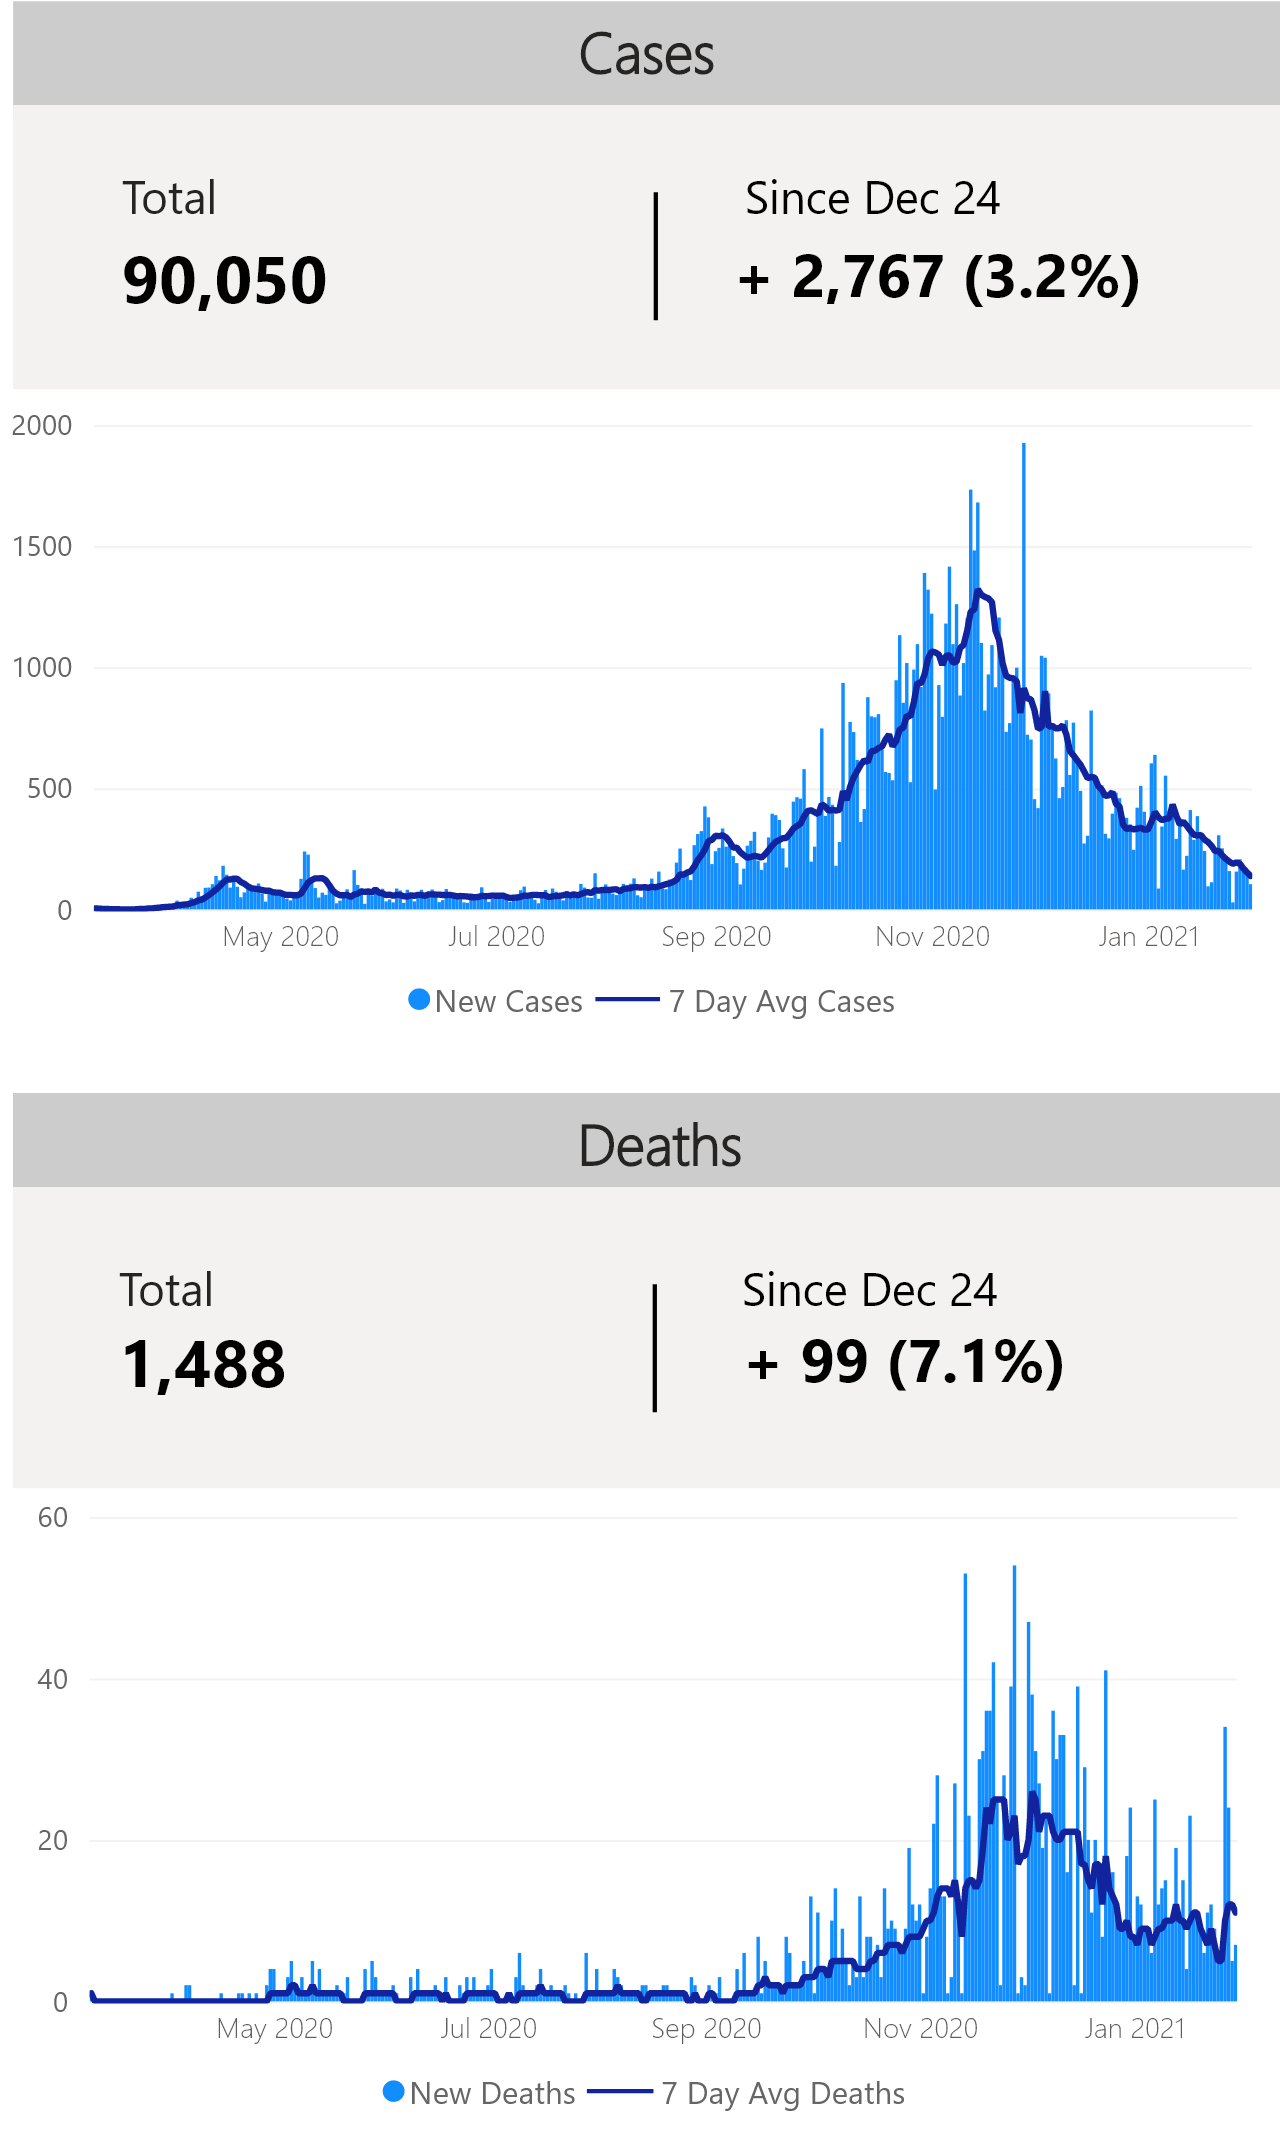 Cases
Total
Since Dec 24
90,050
+ 2,767 (3.2%)
2000
1500
1000
500
0
May 2020
Jul 2020
Sep 2020
Nov 2020
Jan 2021
New Cases
7 Day Avg Cases
Deaths
Total
Since Dec 24
1,488
+ 99 (7.1%)
60
40
20
0
May 2020
Jul 2020
Sep 2020
Nov 2020
Jan 2021
New Deaths
7 Day Avg Deaths